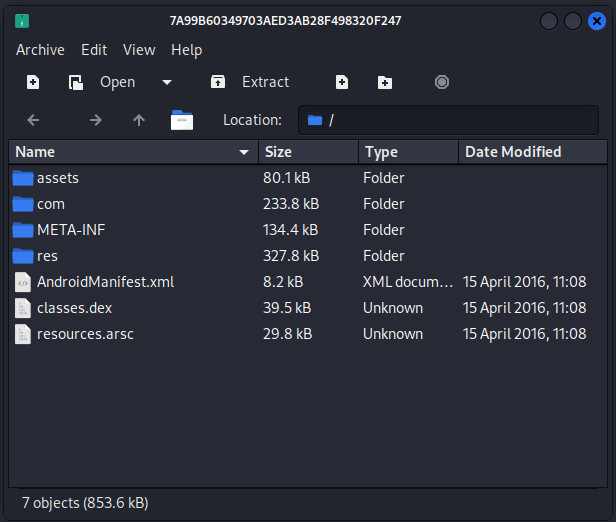 7A99B60349703AED3AB28F498320F247
Archive Edit View Help
Open Extract
Location: /
Name Size Type Date Modified
assets 80.1 kB Folder
com 233.8 kB Folder
META-INF 134.4 kB Folder
res 327.8 kB Folder
AndroidManifest.xml 8.2 kB XML docum... 15 April 2016, 11:08
classes.dex 39.5 kB Unknown 15 April 2016, 11:08
resources.arsc 29.8 kB Unknown 15 April 2016, 11:08
7 objects (853.6 kB)